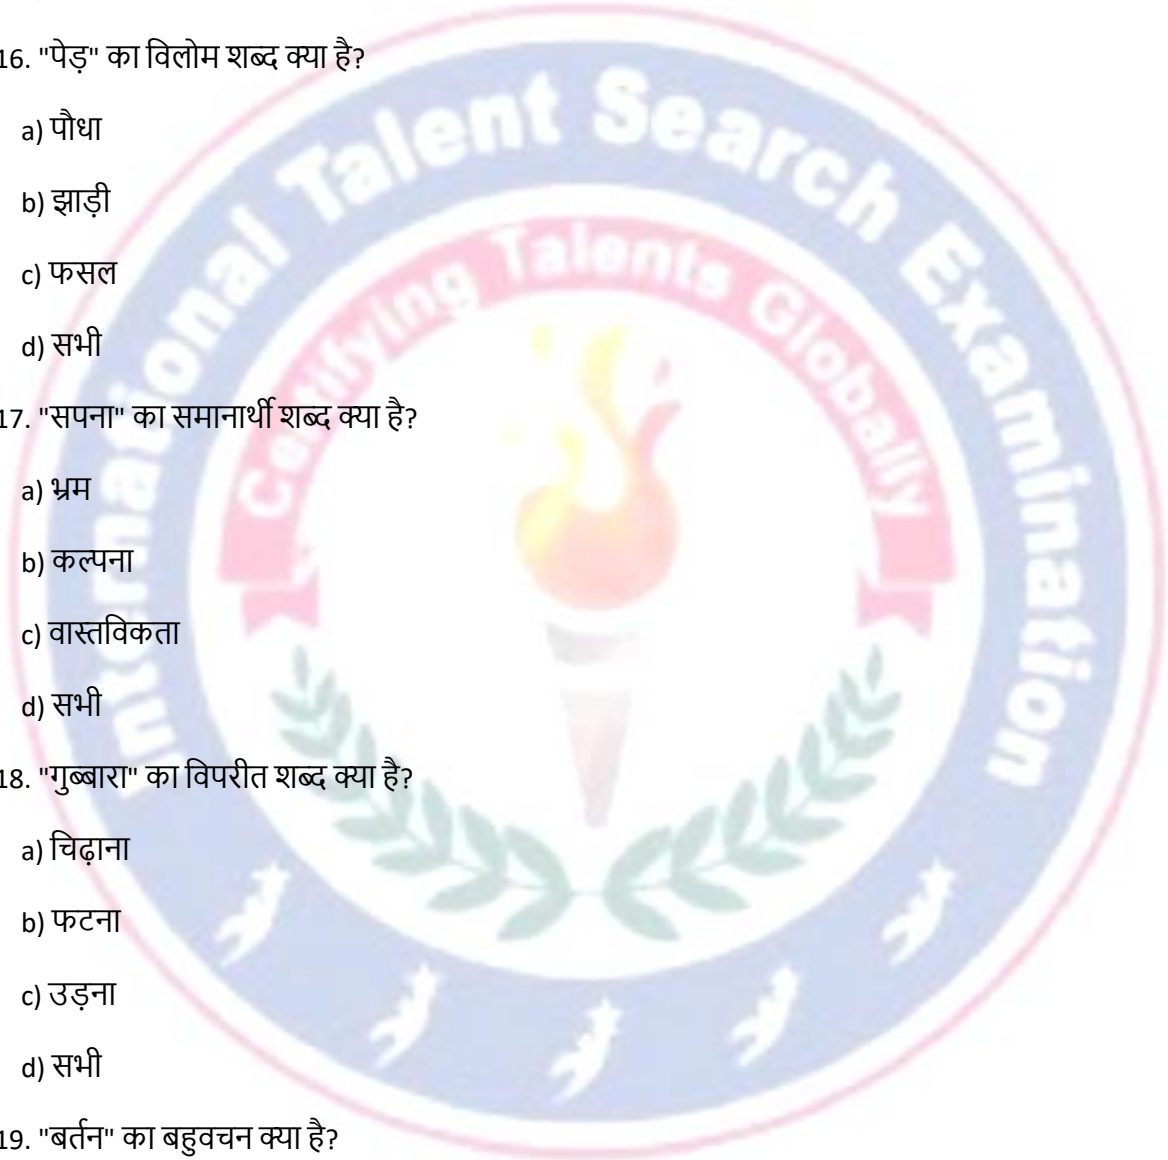 16. "पेड़" का विलोम शब्द क्या है?
a) पौधा
b) झाड़ी
c) फसल
d) सभी
17. "सपना" का समानार्थी शब्द क्या है?
a) भ्रम
b) कल्पना
c) वास्तविकता
d) सभी
18. "गुब्बारा" का विपरीत शब्द क्या है?
a) चिढ़ाना
b) फटना
c) उड़ना
d) सभी
19. "बर्तन" का बहुवचन क्या है?
International Talent Search Examination
Certifying Talents Globally